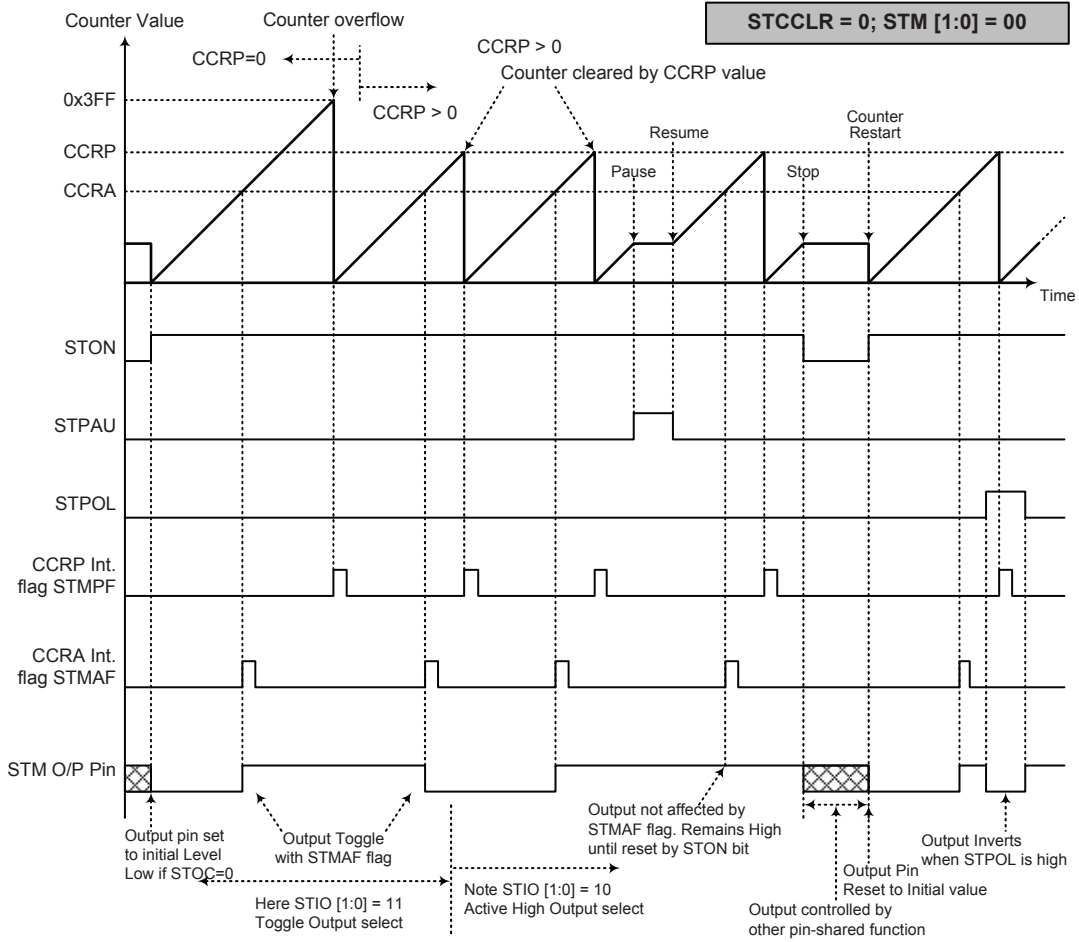 Counter Value
Counter overflow
STCCLR = 0; STM [1:0] = 00
CCRP=0
CCRP > 0
CCRP > 0
Counter cleared by CCRP value
0x3FF
CCRP
CCRA
Pause
Resume
Stop
Counter
Restart
Time
STON
STPAU
STPOL
CCRP Int.
flag STMPF
CCRA Int.
flag STMAF
STM O/P Pin
Output pin set
to initial Level
Low if STOC=0
Output Toggle
with STMAF flag
Here STIO [1:0] = 11
Toggle Output select
Note STIO [1:0] = 10
Active High Output select
Output not affected by
STMAF flag. Remains High
until reset by STON bit
Output controlled by
other pin-shared function
Output Pin
Reset to Initial value
Output Inverts
when STPOL is high